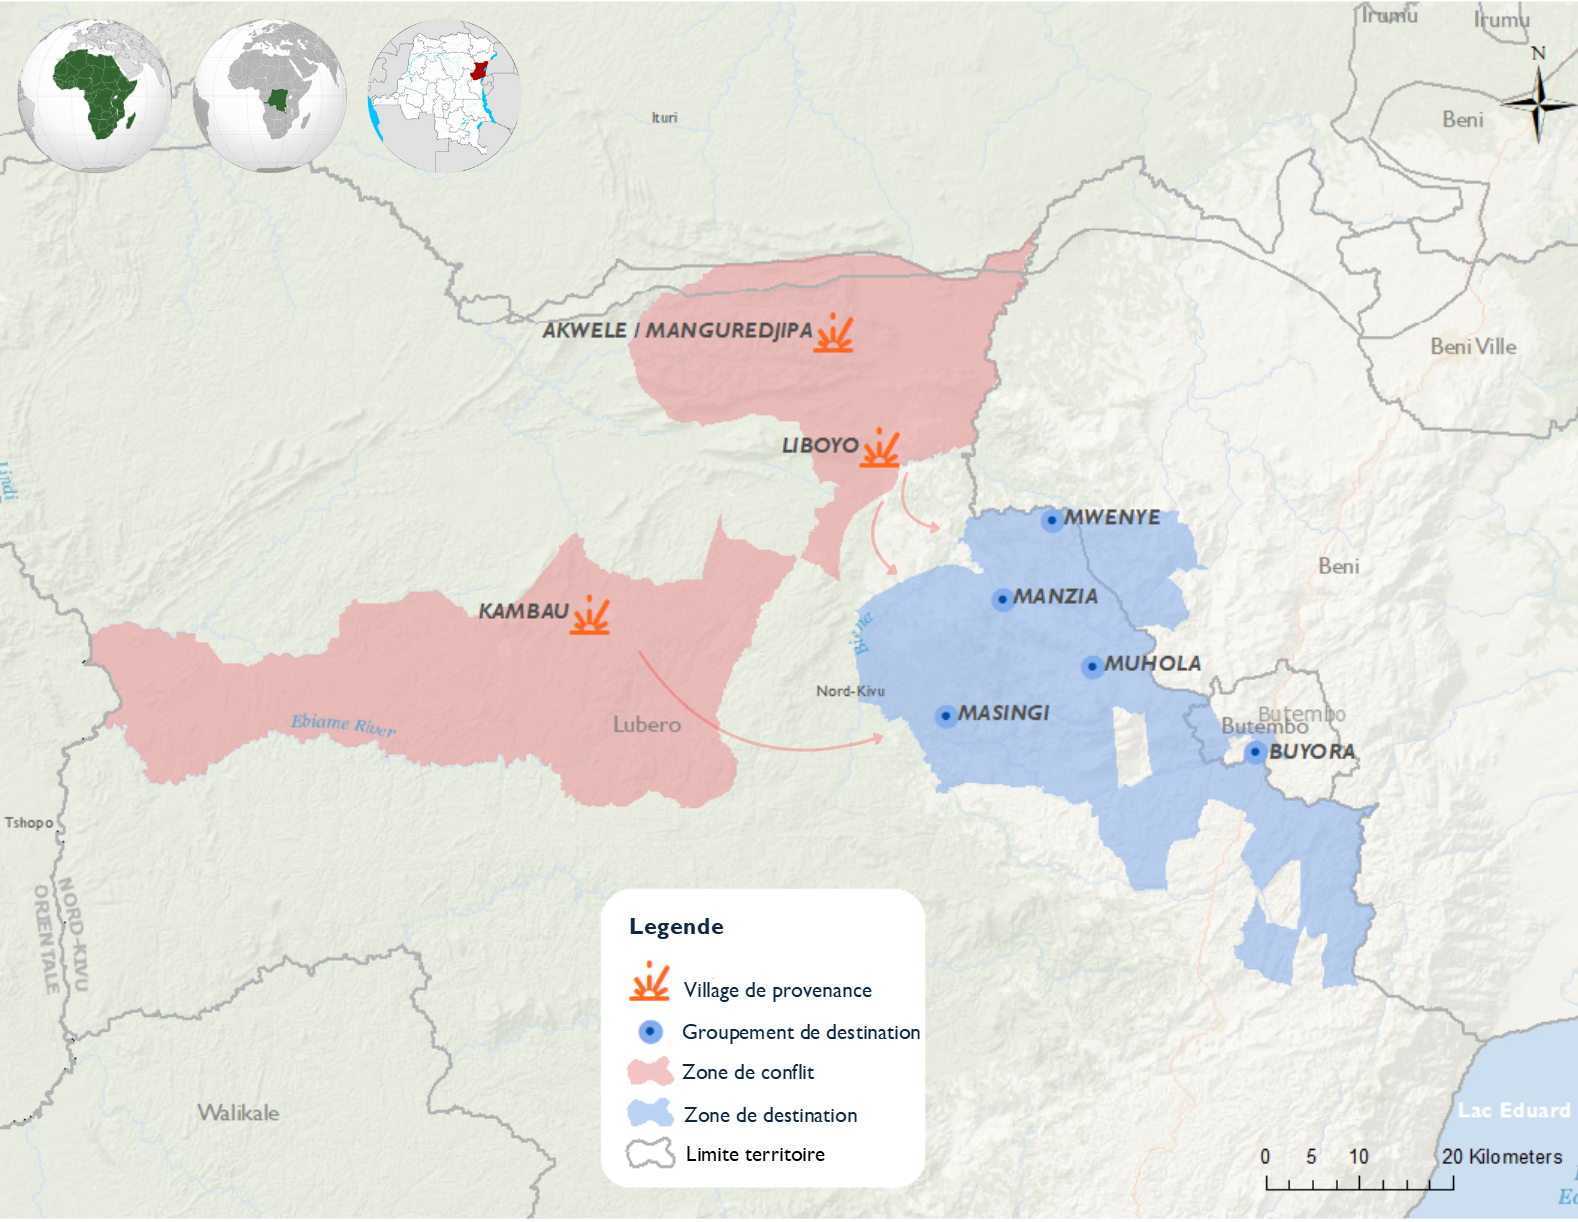 Irumu
Irumu
N
Ituri
Beni
AKWELE / MANGUREDJIPA
Beni Ville
LIBOYO
MWENYE
Beni
MANZIA
KAMBAU
MUHOLA
Nord-Kivu
MASINGI
Butembo
Butembo
Lubero
Ebiame River
BUYORA
Biena
Tshopo
NORD-KIVU
ORIENTALE
Legende
Village de provenance
Groupement de destination
Zone de conflit
Zone de destination
Limite territoire
Walikale
Lac Eduard
0 5 10 20 Kilometers